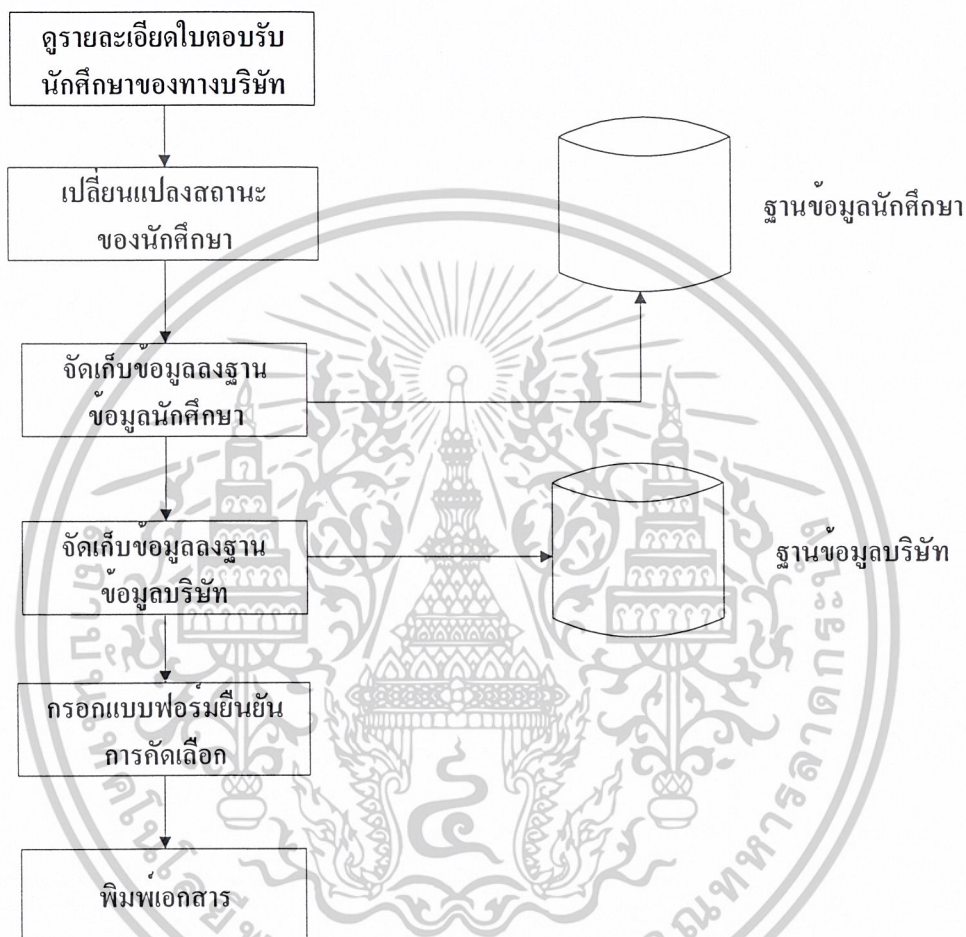 ดูรายละเอียดใบตอบรับ
นักศึกษาของทางบริษัท
เปลี่ยนแปลงสถานะ
ของนักศึกษา
ฐานข้อมูลนักศึกษา
จัดเก็บข้อมูลลงฐาน
ข้อมูลนักศึกษา
จัดเก็บข้อมูลลงฐาน
ข้อมูลบริษัท
ฐานข้อมูลบริษัท
กรอกแบบฟอร์มยืนยัน
การคัดเลือก
พิมพ์เอกสาร